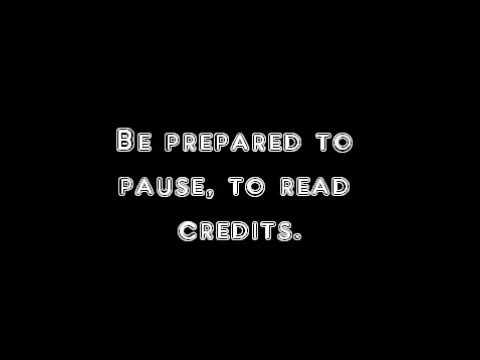 Be prepared to
pause, to read
credits.